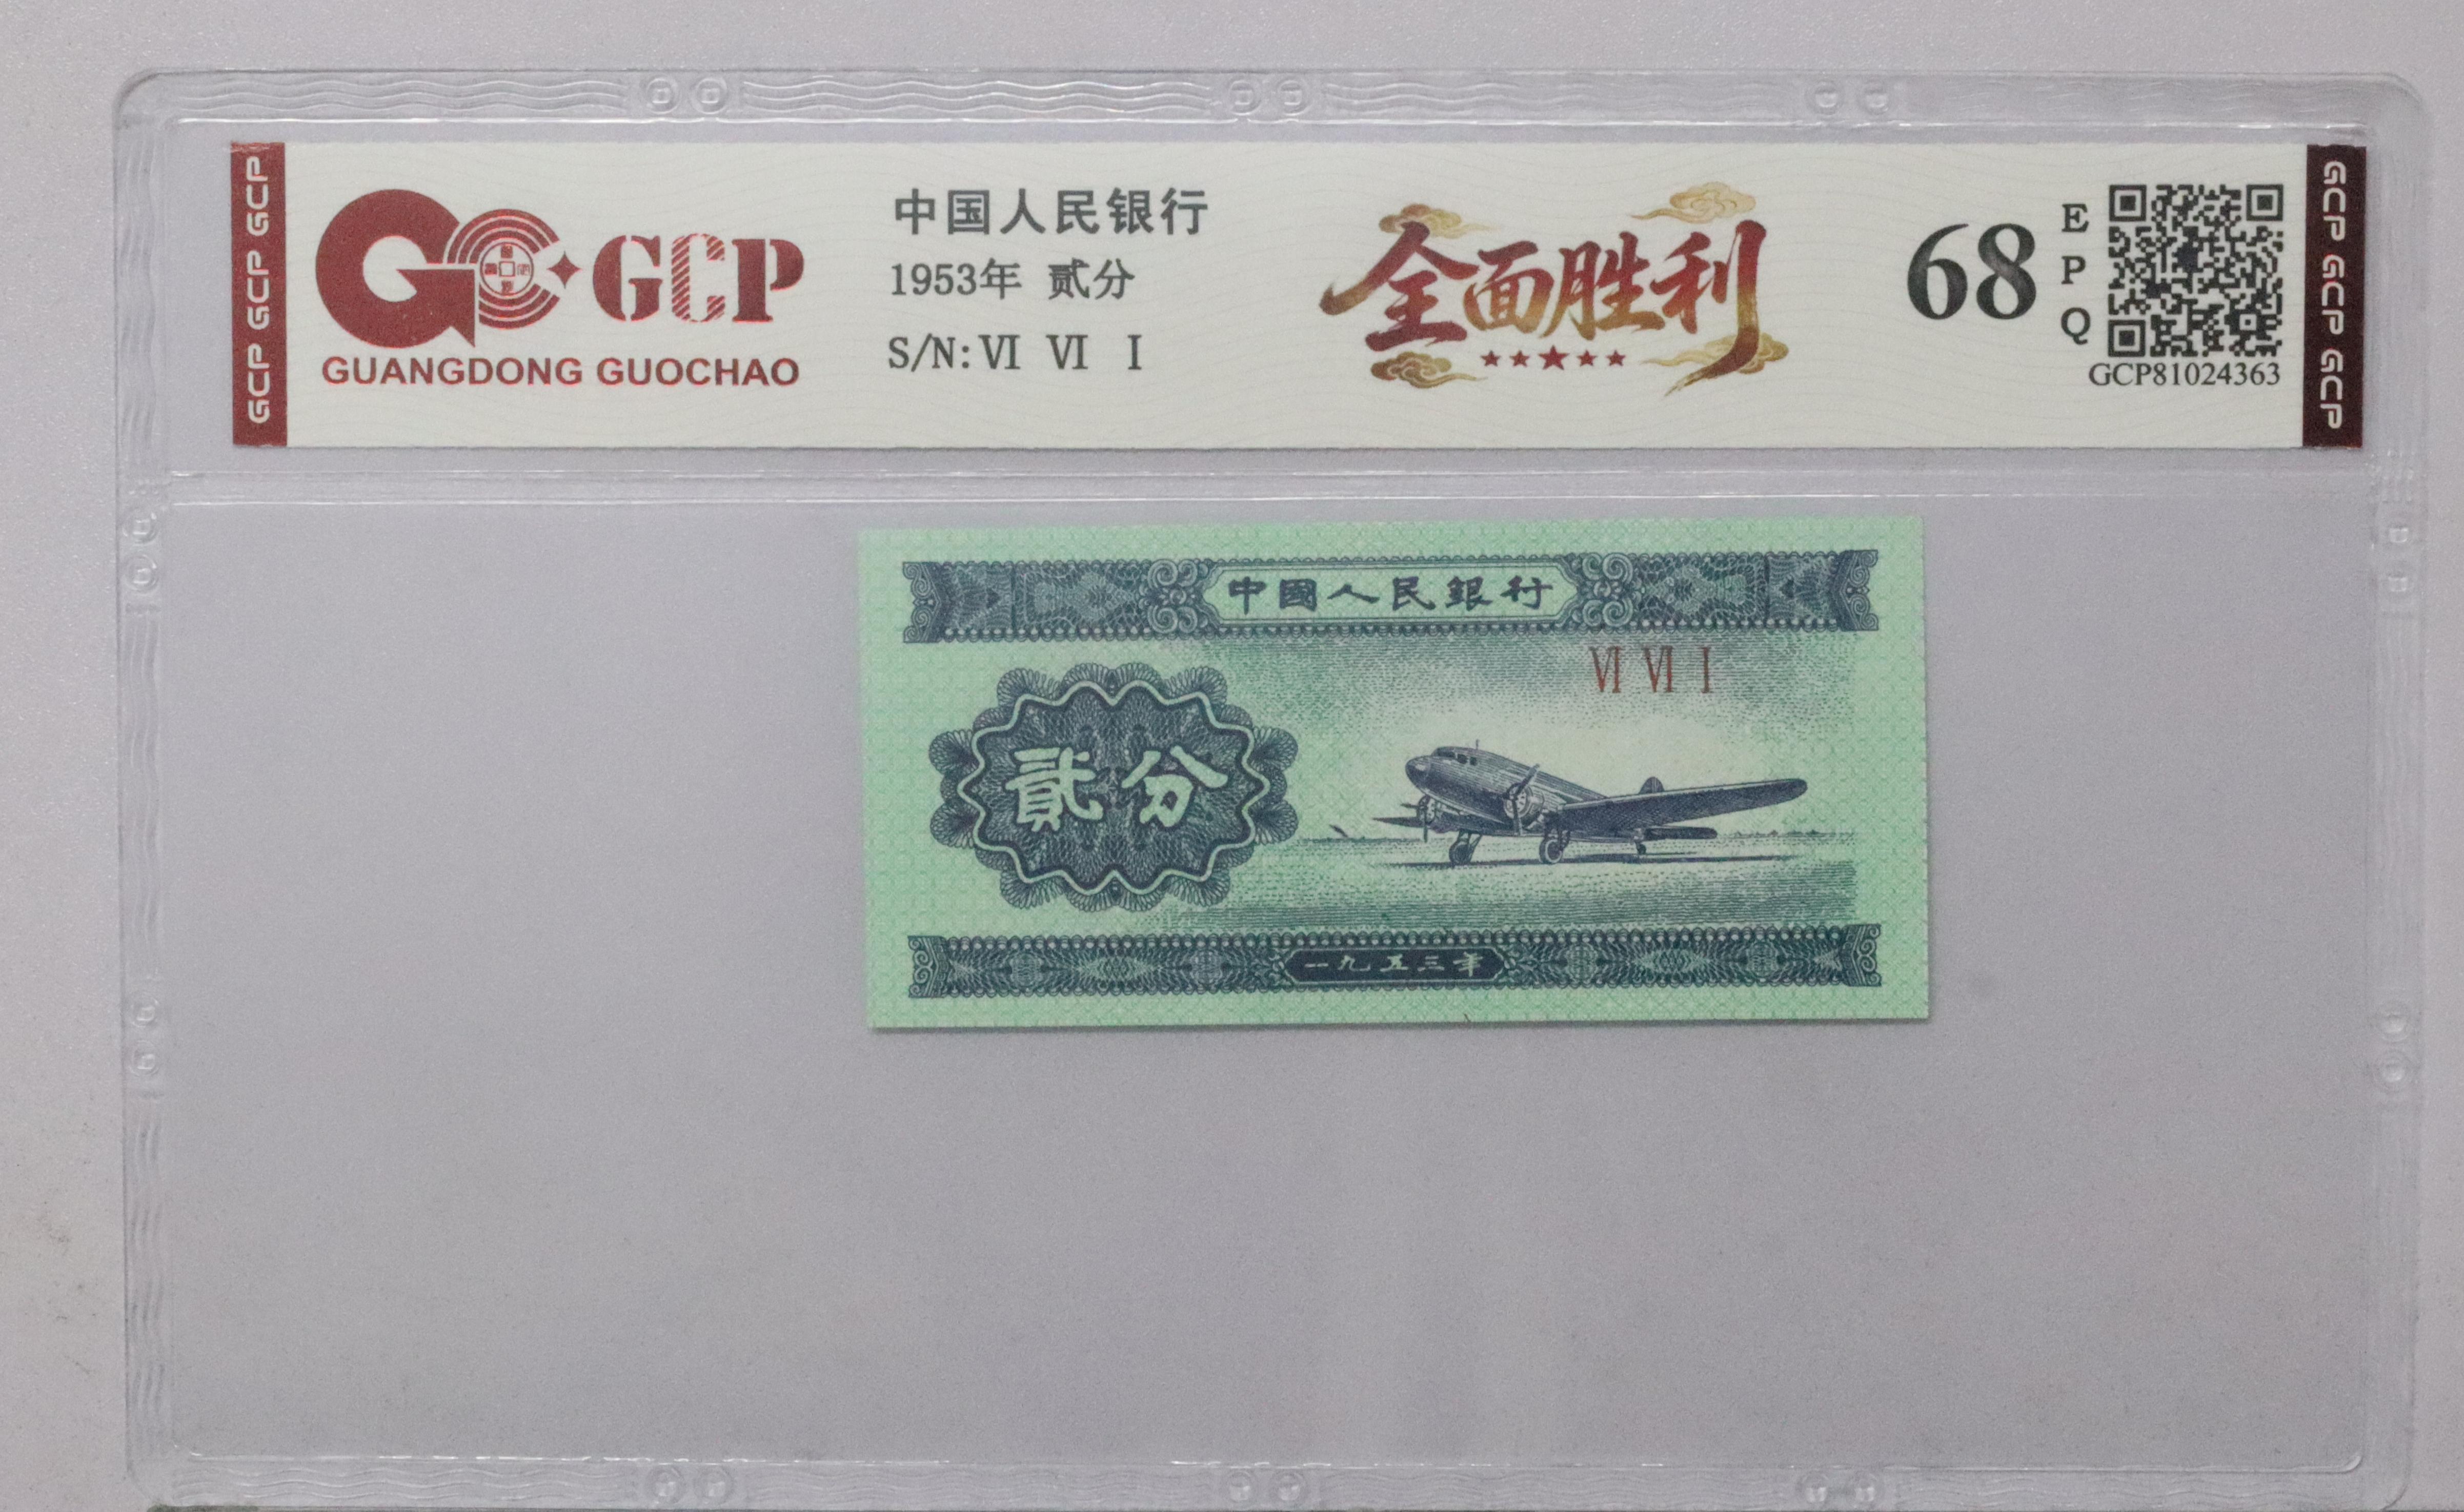 GCP GCP GCP
GCP
GUANGDONG GUOCHAO
中国人民银行
1953年 贰分
S/N: VI VI I
全面胜利
★★★★★
68
E
P
Q
GCP81024363
GCP GCP GCP
中國人民銀行
VI VI I
貳分
一九五三年